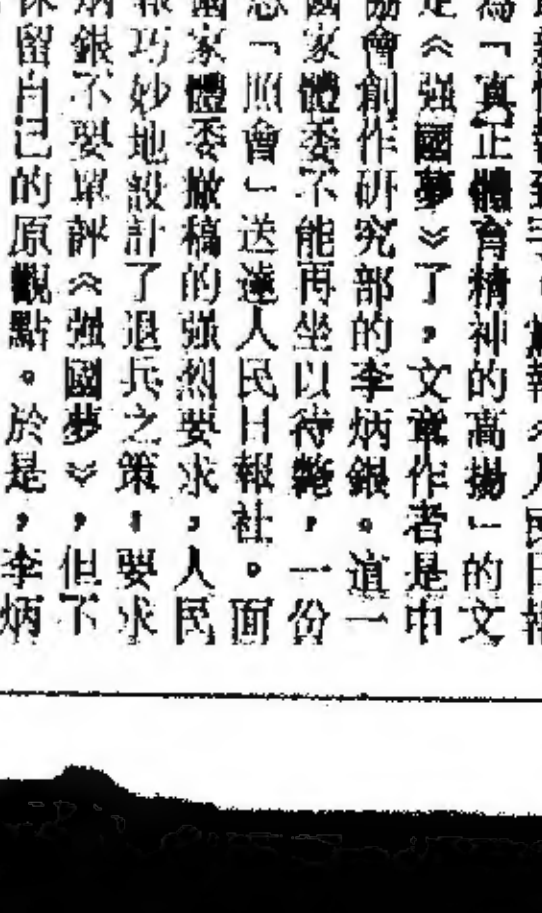 報《人民日報
為「真正體育精神的高揚」的文
是《强國夢》了，文章作者是中
協會創作研究部的李炳銀。這一
國家體委不能再坐以待斃，一份
「照會」送達人民日報社。面
國家體委撤稿的强烈要求，人民
報巧妙地設計了退兵之策，要求
炳銀不要單評《强國夢》，但不
保留自己的原觀點。於是，李炳